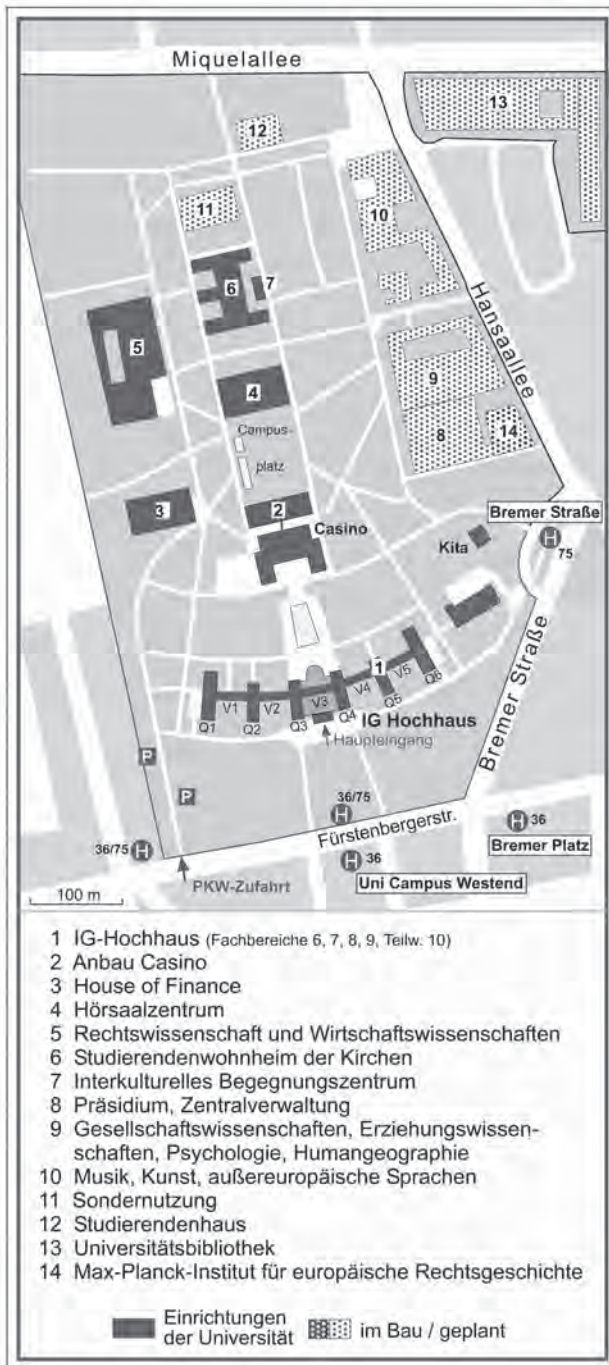 Miquelallee
13
12
11
10
6
7
Hansaallee
5
9
4
Campus-
platz
8
14
3
2
Casino
Bremer Straße
H
75
Kita
1
V1
V2
V3
V4
V5
Q1
Q2
Q3
Q4
Q5
Q6
IG Hochhaus
Haupteingang
Bremer Straße
P
P
36/75
H
Fürstenbergerstr.
H
36
Bremer Platz
36/75
H
H
36
Uni Campus Westend
PKW-Zufahrt
100 m
1 IG-Hochhaus (Fachbereiche 6, 7, 8, 9, Teilw. 10)
2 Anbau Casino
3 House of Finance
4 Hörsaalzentrum
5 Rechtswissenschaft und Wirtschaftswissenschaften
6 Studierendenwohnheim der Kirchen
7 Interkulturelles Begegnungszentrum
8 Präsidium, Zentralverwaltung
9 Gesellschaftswissenschaften, Erziehungswissen-
schaften, Psychologie, Humangeographie
10 Musik, Kunst, außereuropäische Sprachen
11 Sondernutzung
12 Studierendenhaus
13 Universitätsbibliothek
14 Max-Planck-Institut für europäische Rechtsgeschichte
Einrichtungen
der Universität
im Bau / geplant